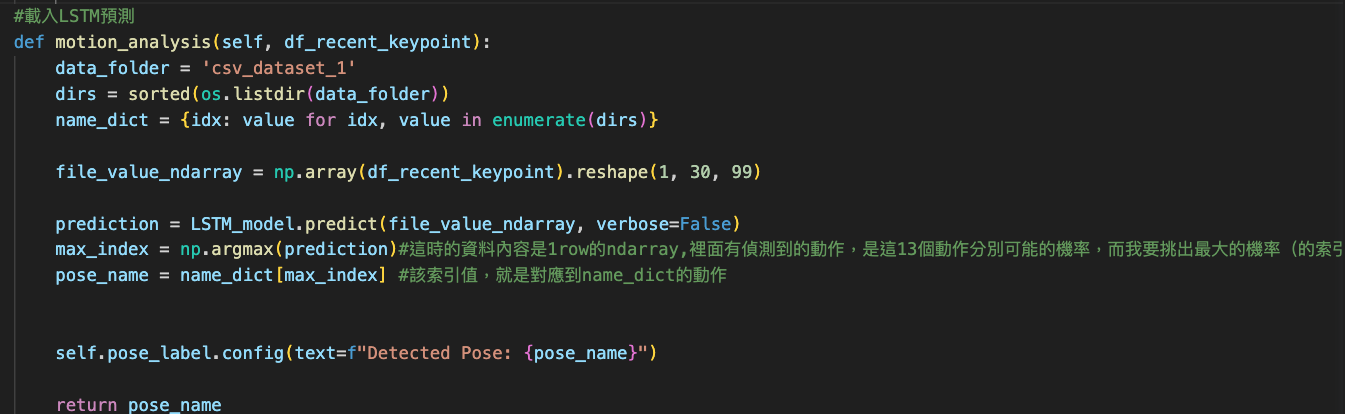 #載入LSTM預測
def motion_analysis(self, df_recent_keypoint):
    data_folder = 'csv_dataset_1'
    dirs = sorted(os.listdir(data_folder))
    name_dict = {idx: value for idx, value in enumerate(dirs)}
    file_value_ndarray = np.array(df_recent_keypoint).reshape(1, 30, 99)
    prediction = LSTM_model.predict(file_value_ndarray, verbose=False)
    max_index = np.argmax(prediction)#這時的資料內容是1row的ndarray,裡面有偵測到的動作，是這13個動作分別可能的機率，而我要挑出最大的機率（的索引
    pose_name = name_dict[max_index] #該索引值，就是對應到name_dict的動作
    self.pose_label.config(text=f"Detected Pose: {pose_name}")
    return pose_name